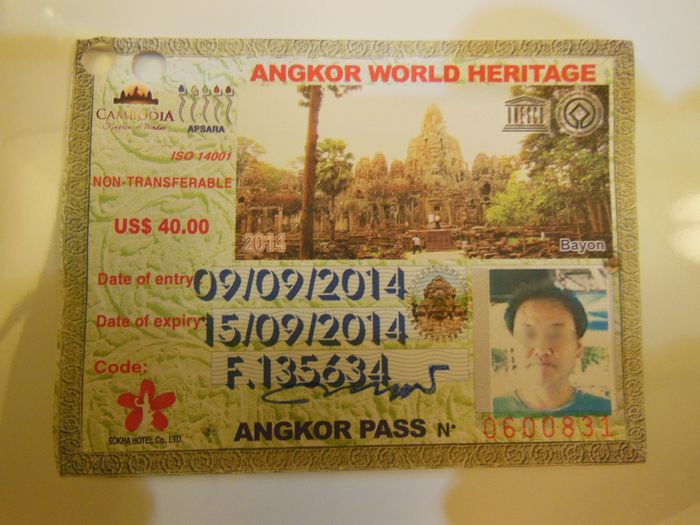 ANGKOR WORLD HERITAGE
CAMBODIA
Kingdom of Wonder
APSARA
UNESCO
ISO 14001
NON-TRANSFERABLE
US$ 40.00
2014
Bayon
Date of entry 09/09/2014
Date of expiry 15/09/2014
Code: F.135634
SOKHA HOTEL Co., LTD.
ANGKOR PASS N° 0600831